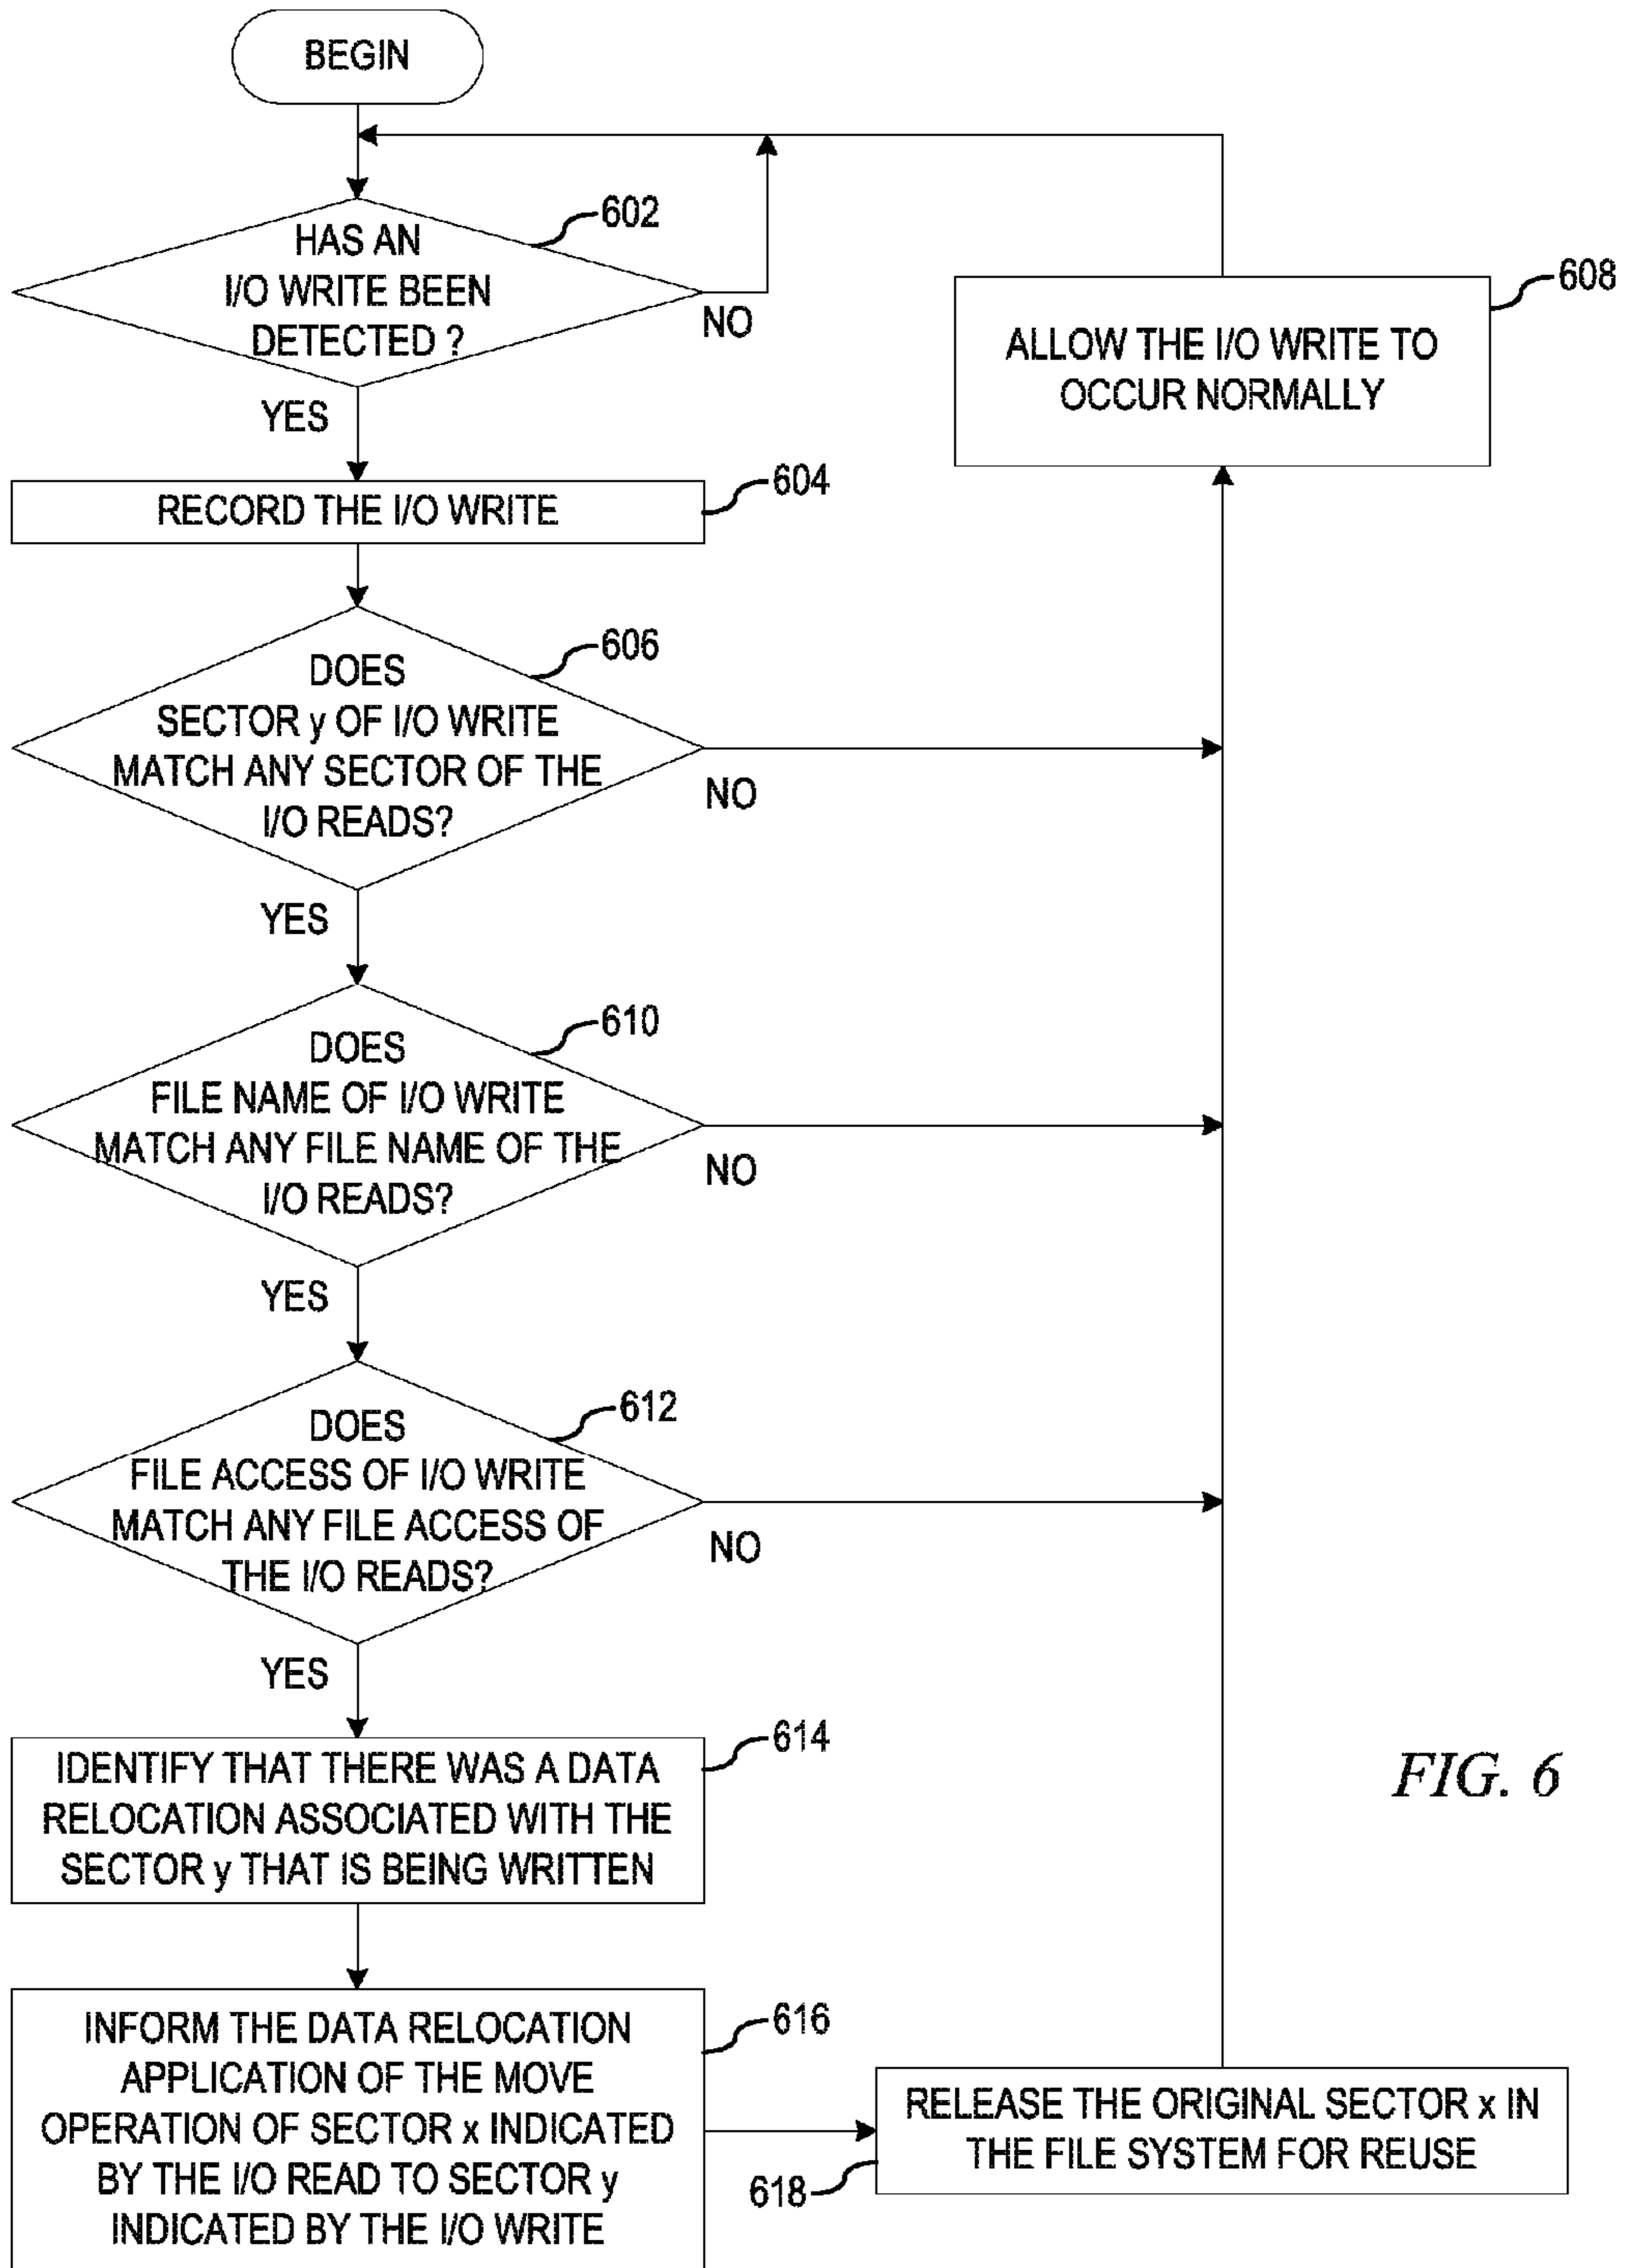 BEGIN
HAS AN
I/O WRITE BEEN
DETECTED ?
602
NO
YES
ALLOW THE I/O WRITE TO
OCCUR NORMALLY
608
RECORD THE I/O WRITE
604
DOES
SECTOR y OF I/O WRITE
MATCH ANY SECTOR OF THE
I/O READS?
606
NO
YES
DOES
FILE NAME OF I/O WRITE
MATCH ANY FILE NAME OF THE
I/O READS?
610
NO
YES
DOES
FILE ACCESS OF I/O WRITE
MATCH ANY FILE ACCESS OF
THE I/O READS?
612
NO
YES
IDENTIFY THAT THERE WAS A DATA
RELOCATION ASSOCIATED WITH THE
SECTOR y THAT IS BEING WRITTEN
614
FIG. 6
INFORM THE DATA RELOCATION
APPLICATION OF THE MOVE
OPERATION OF SECTOR x INDICATED
BY THE I/O READ TO SECTOR y
INDICATED BY THE I/O WRITE
616
RELEASE THE ORIGINAL SECTOR x IN
THE FILE SYSTEM FOR REUSE
618